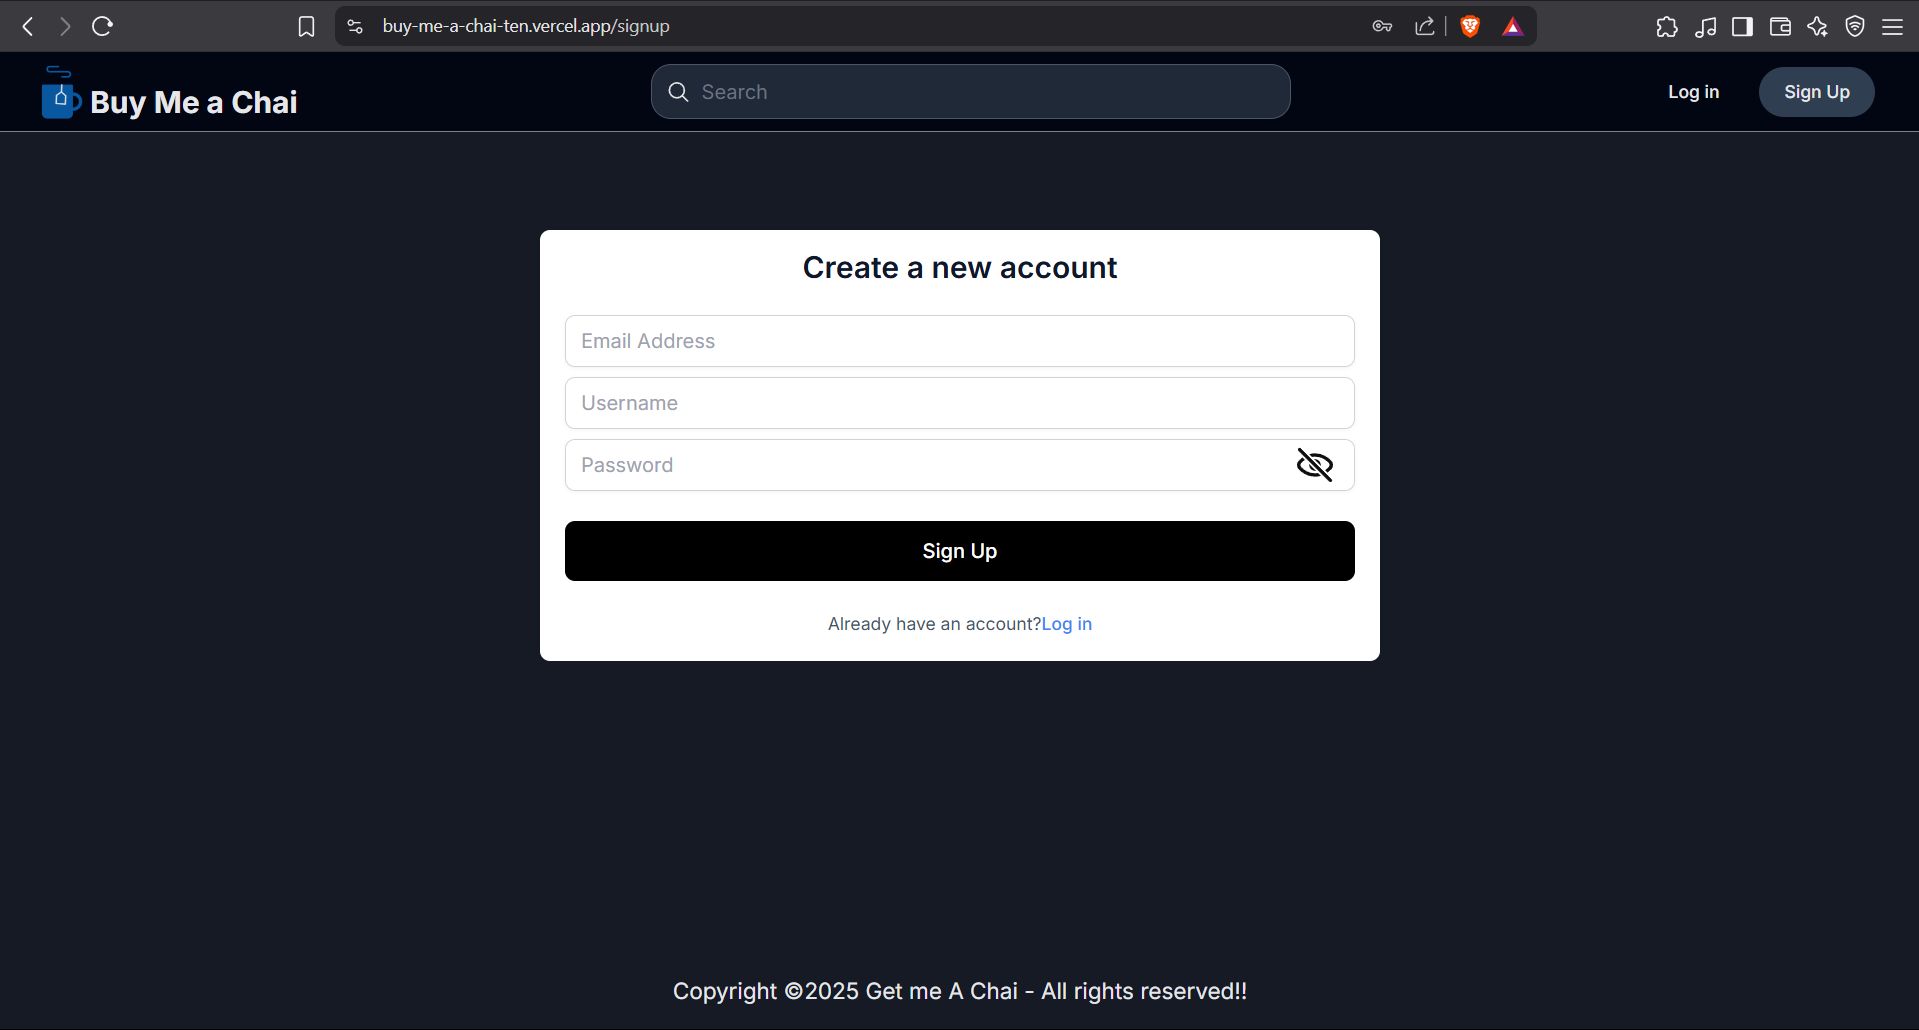 buy-me-a-chai-ten.vercel.app/signup
Buy Me a Chai
Search
Log in
Sign Up
Create a new account
Email Address
Username
Password
Sign Up
Already have an account?Log in
Copyright ©2025 Get me A Chai - All rights reserved!!